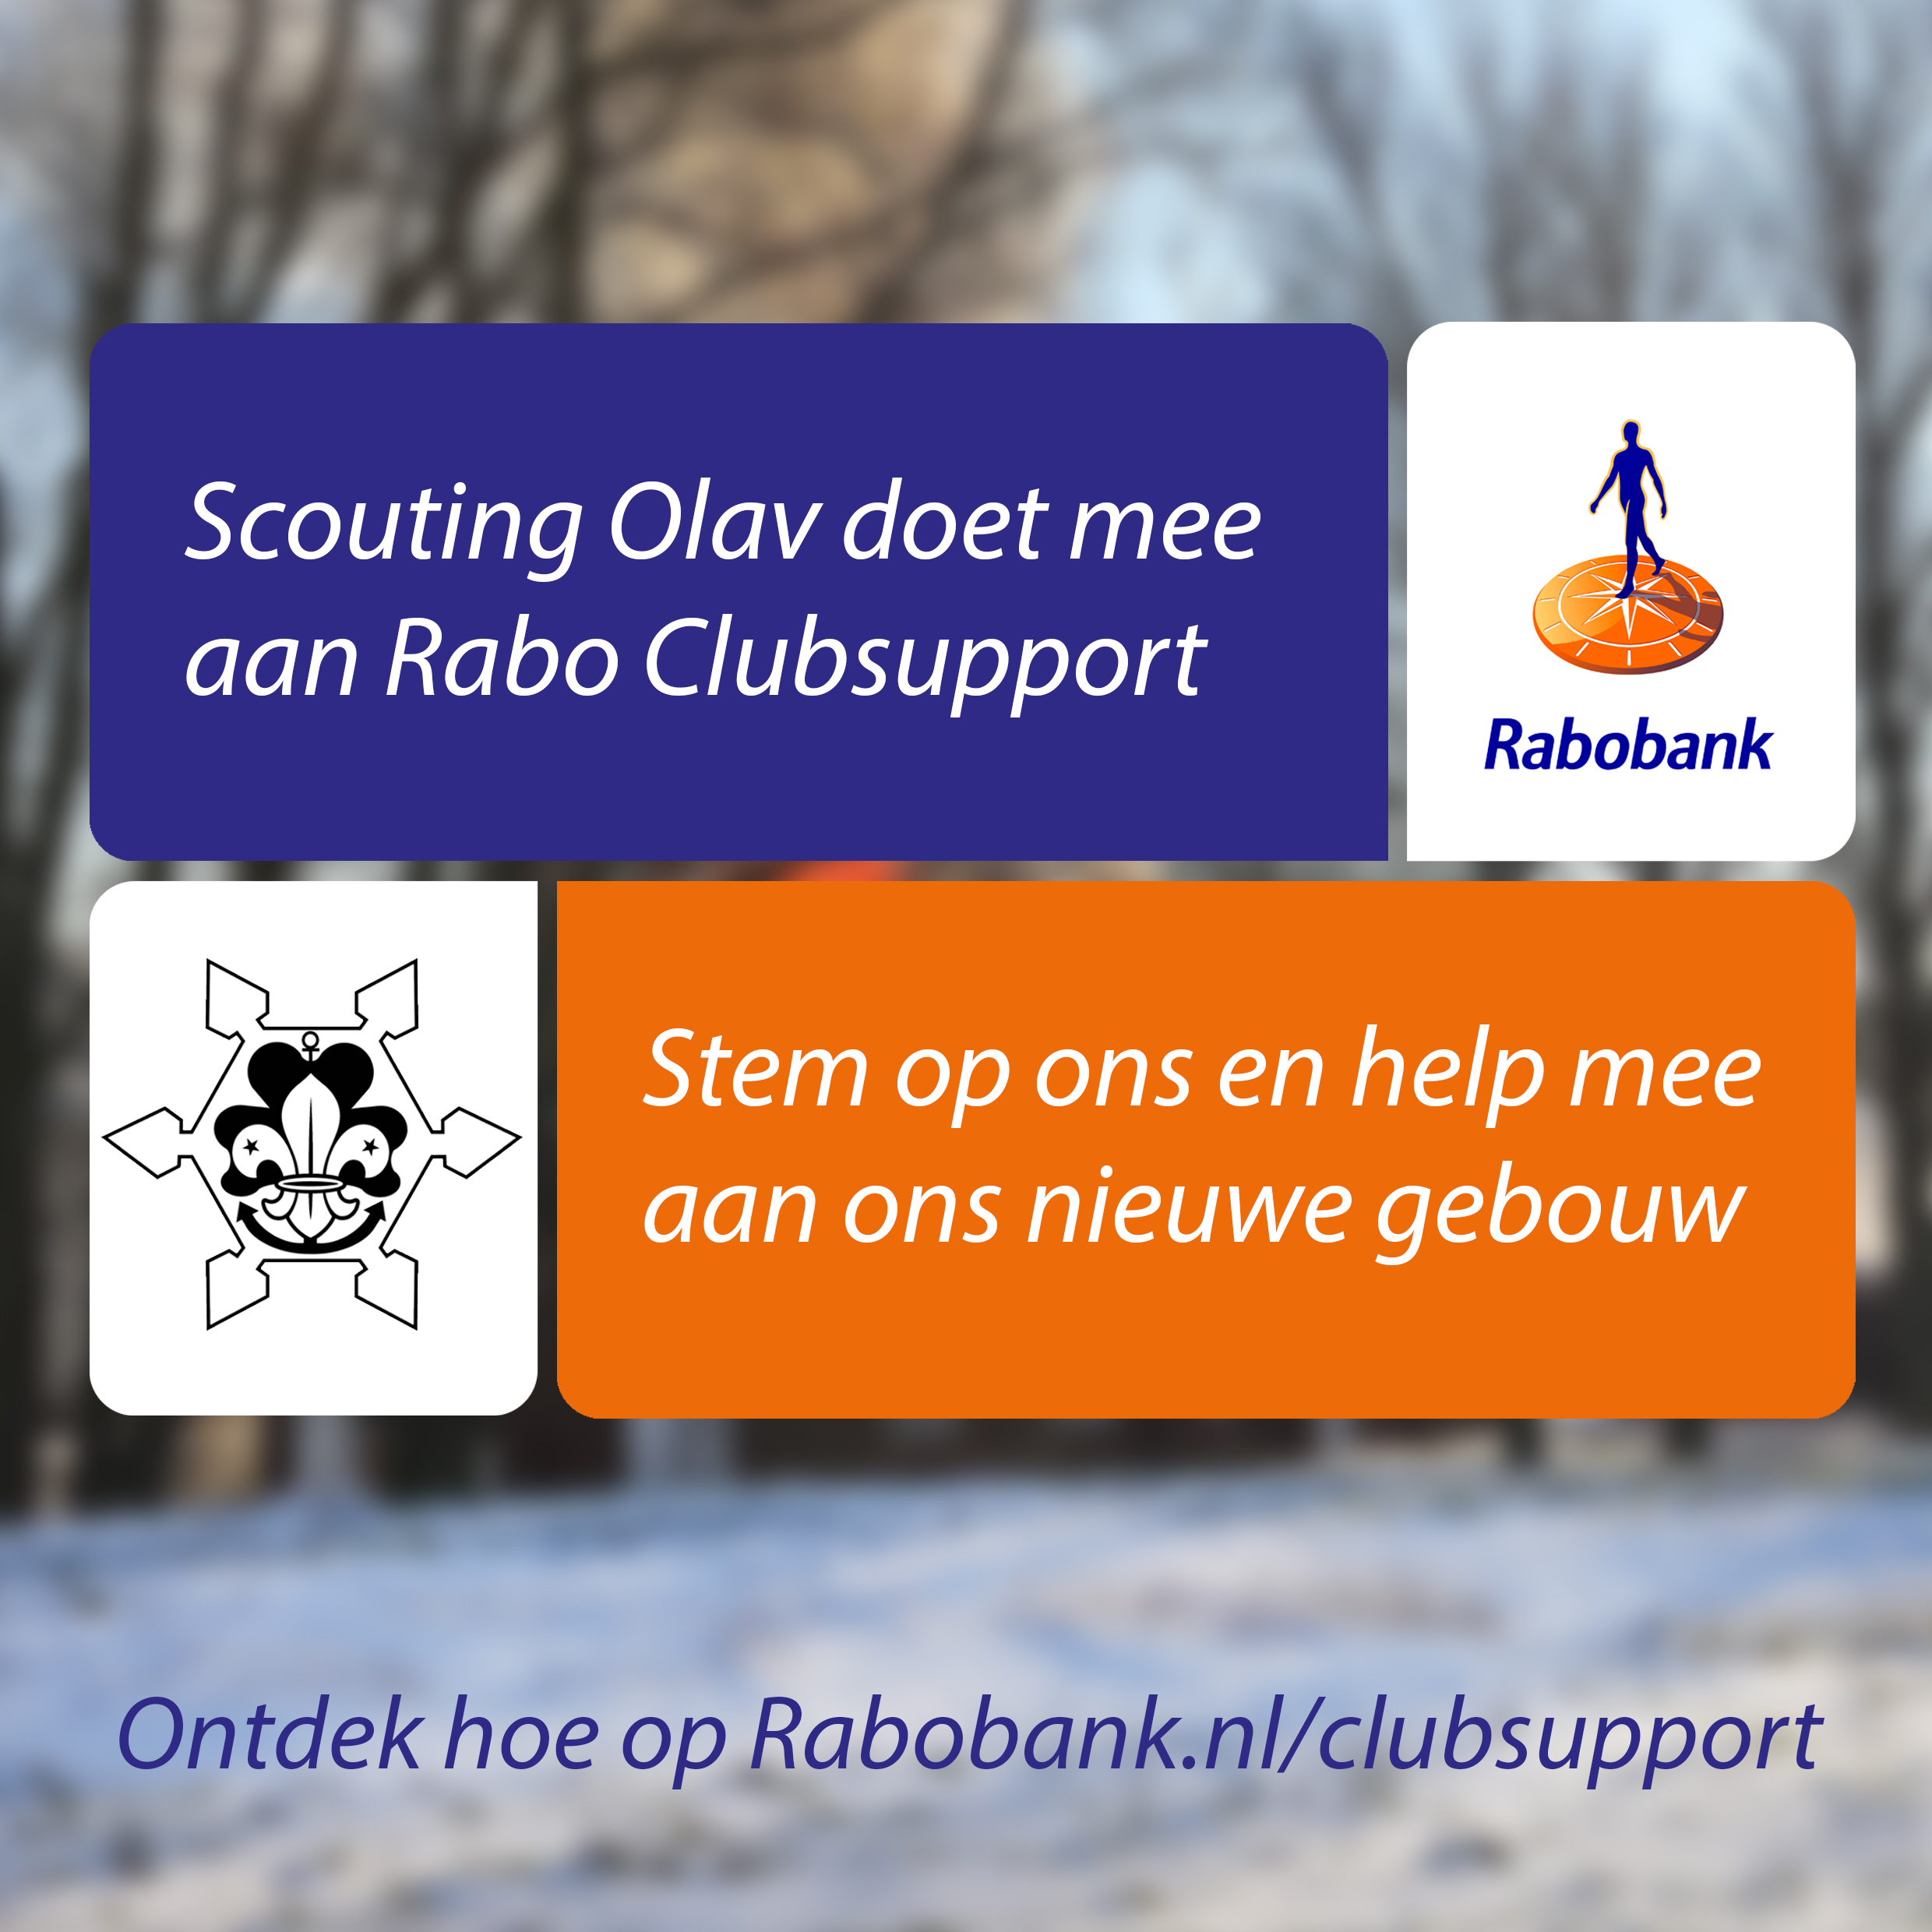 Scouting Olav doet mee
aan Rabo Clubsupport
Rabobank
Stem op ons en help mee
aan ons nieuwe gebouw
Ontdek hoe op Rabobank.nl/clubsupport